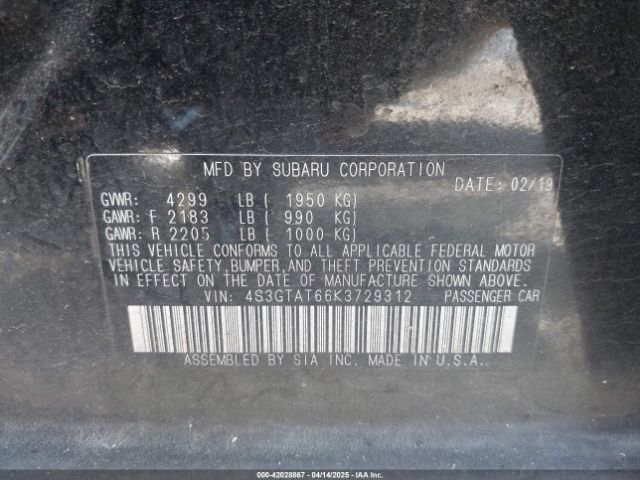 MFD BY SUBARU CORPORATION
DATE: 02/19
GVWR: 4299 LB ( 1950 KG)
GAWR: F 2183 LB ( 990 KG)
GAWR: R 2205 LB ( 1000 KG)
THIS VEHICLE CONFORMS TO ALL APPLICABLE FEDERAL MOTOR
VEHICLE SAFETY, BUMPER, AND THEFT PREVENTION STANDARDS
IN EFFECT ON THE DATE OF MANUFACTURE SHOWN ABOVE.
VIN: 4S3GTAT66K3729312 PASSENGER CAR
ASSEMBLED BY SIA INC. MADE IN U.S.A.
000-42028867 - 04/14/2025 - IAAI.COM